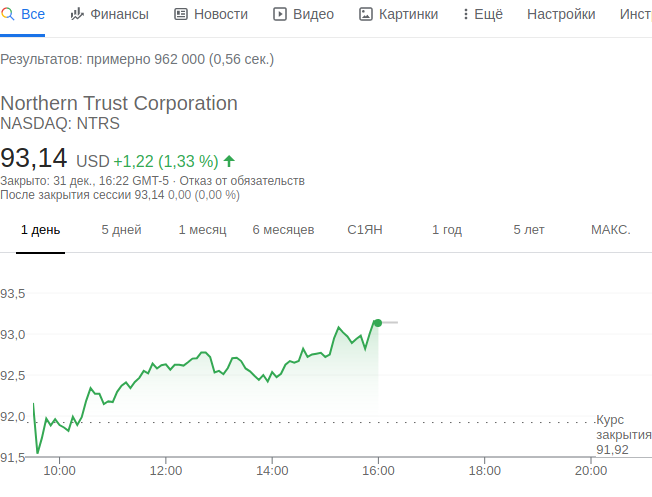 Все Финансы Новости Видео Картинки Ещё Настройки Инст
Результатов: примерно 962 000 (0,56 сек.)
Northern Trust Corporation
NASDAQ: NTRS
93,14 USD +1,22 (1,33 %)
Закрыто: 31 дек., 16:22 GMT-5 · Отказ от обязательств
После закрытия сессии 93,14 0,00 (0,00 %)
1 день 5 дней 1 месяц 6 месяцев С1ЯН 1 год 5 лет МАКС.
93,5
93,0
92,5
92,0
Курс
закрытия
91,92
91,5
10:00 12:00 14:00 16:00 18:00 20:00